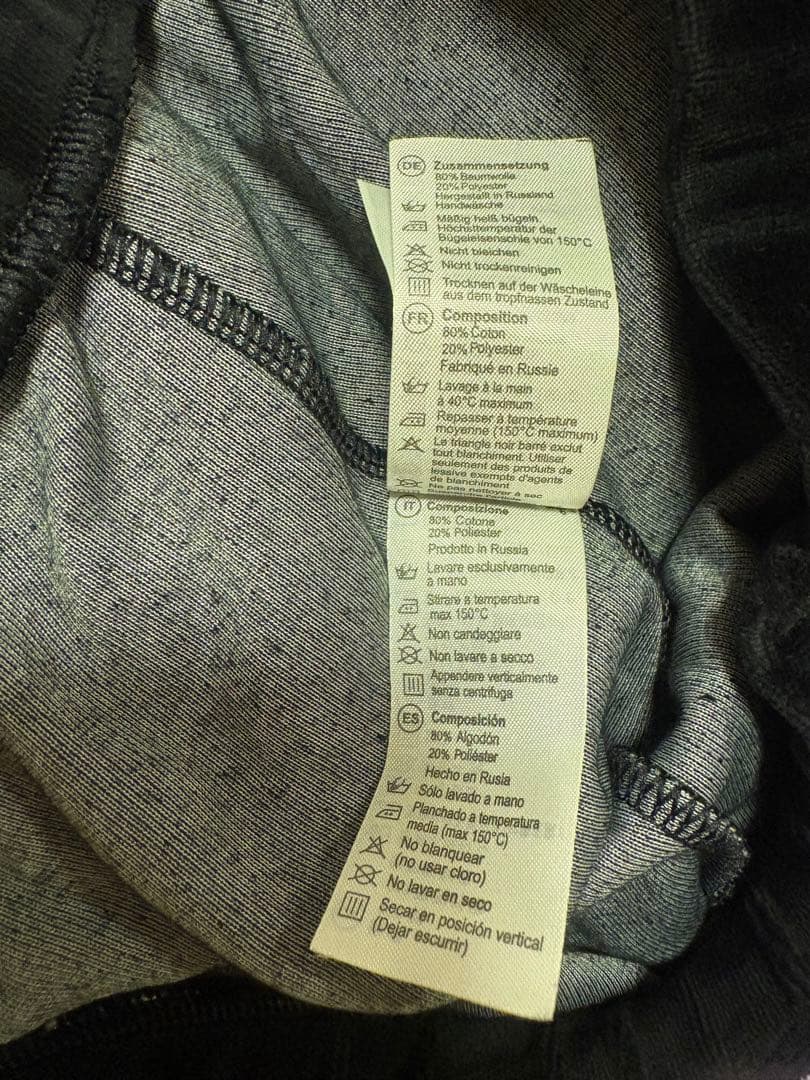 DE Zusammensetzung
80% Baumwolle
20% Polyester
Hergestallt in Russland
Handwäsche
Mäßig heiß bügeln.
Höchsttemperatur der
Bügeleisensohle von 150°C
Nicht bleichen
Nicht trockenreinigen
Trocknen auf der Wäscheleine
aus dem tropfnassen Zustand
FR Composition
80% Coton
20% Polyester
Fabriqué en Russie
Lavage à la main
à 40°C maximum
Repasser à température
moyenne (150°C maximum)
Le triangle noir barré exclut
tout blanchiment. Utiliser
seulement des produits de
lessive exempts d'agents
de blanchiment
Ne pas nettoyer à sec
IT Composizione
80% Cotone
20% Poliester
Prodotto in Russia
Lavare esclusivamente
a mano
Stirare a temperatura
max 150°C
Non candeggiare
Non lavare a secco
Appendere verticalmente
senza centrifuga
ES Composición
80% Algodón
20% Poliéster
Hecho en Rusia
Sólo lavado a mano
Planchado a temperatura
media (max 150°C)
No blanquear
(no usar cloro)
No lavar en seco
Secar en posición vertical
(Dejar escurrir)